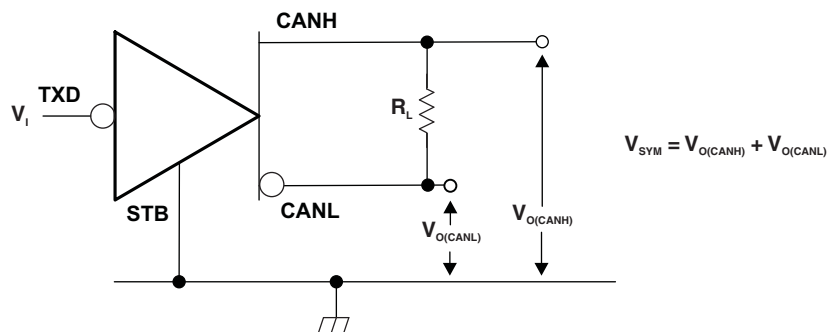 CANH
TXD
V_I
R_L
V_SYM = V_O(CANH) + V_O(CANL)
STB
CANL
V_O(CANL)
V_O(CANH)